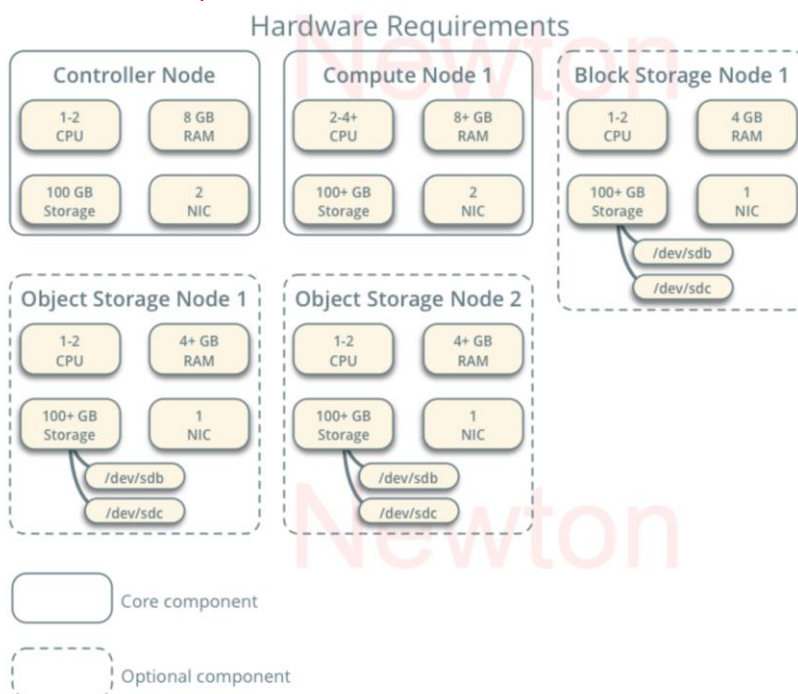 Hardware Requirements
Newton
Controller Node
1-2
CPU
8 GB
RAM
100 GB
Storage
2
NIC
Compute Node 1
2-4+
CPU
8+ GB
RAM
100+ GB
Storage
2
NIC
Block Storage Node 1
1-2
CPU
4 GB
RAM
100+ GB
Storage
1
NIC
/dev/sdb
/dev/sdc
Object Storage Node 1
1-2
CPU
4+ GB
RAM
100+ GB
Storage
1
NIC
/dev/sdb
/dev/sdc
Object Storage Node 2
1-2
CPU
4+ GB
RAM
100+ GB
Storage
1
NIC
/dev/sdb
/dev/sdc
Newton
Core component
Optional component